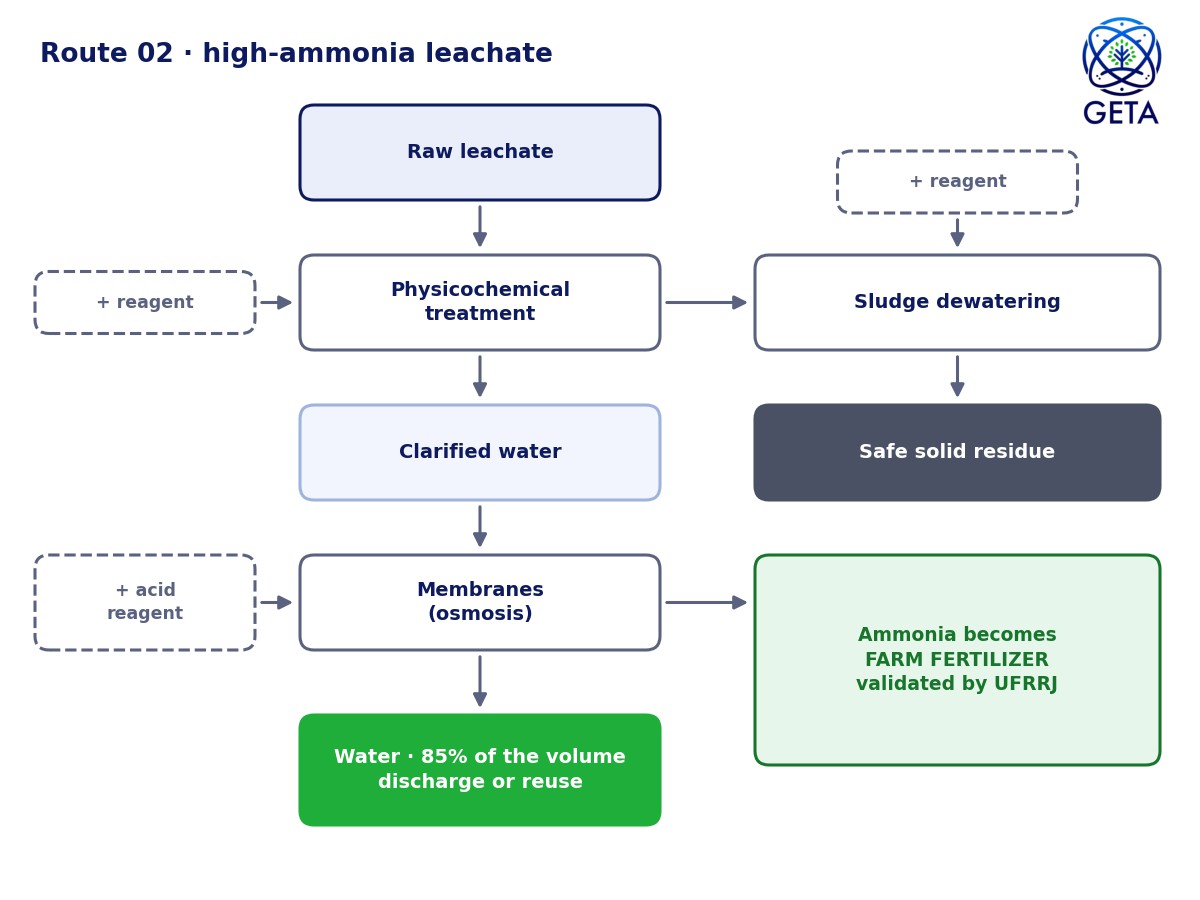 Route 02 · high-ammonia leachate
GETA
Raw leachate
+ reagent
+ reagent
Physicochemical
treatment
Sludge dewatering
Clarified water
Safe solid residue
+ acid
reagent
Membranes
(osmosis)
Ammonia becomes
FARM FERTILIZER
validated by UFRRJ
Water · 85% of the volume
discharge or reuse